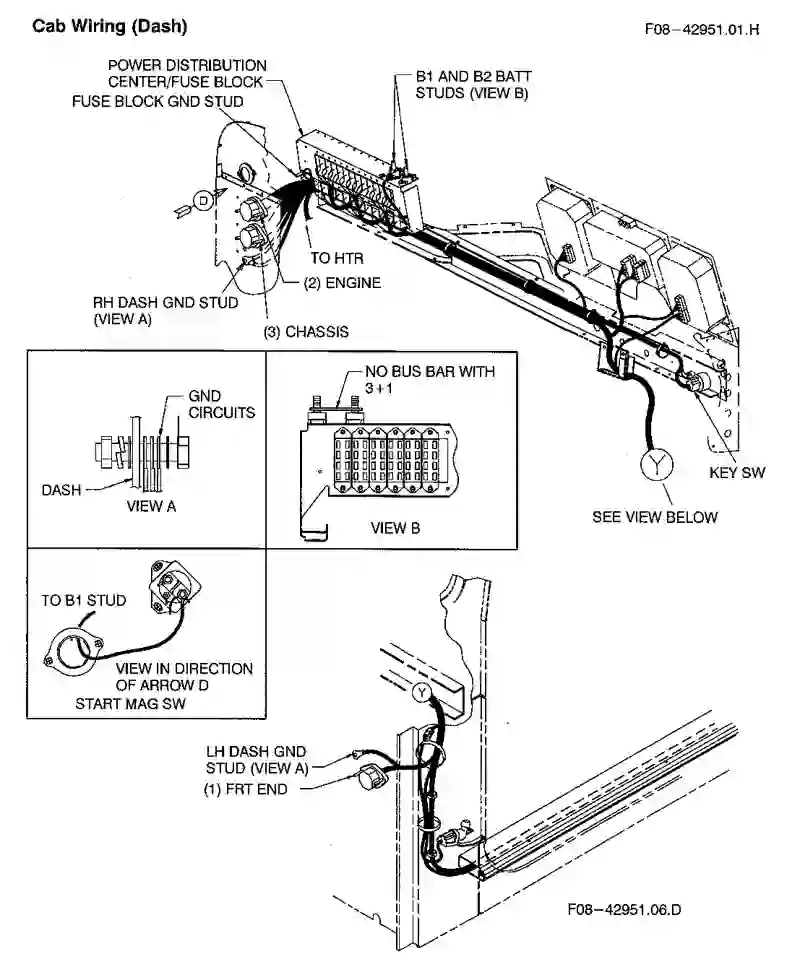 Cab Wiring (Dash)
F08-42951.01.H
POWER DISTRIBUTION
CENTER/FUSE BLOCK
FUSE BLOCK GND STUD
B1 AND B2 BATT
STUDS (VIEW B)
D
TO HTR
(2) ENGINE
RH DASH GND STUD
(VIEW A)
(3) CHASSIS
Y
KEY SW
SEE VIEW BELOW
GND
CIRCUITS
DASH
VIEW A
NO BUS BAR WITH
3+1
VIEW B
TO B1 STUD
VIEW IN DIRECTION
OF ARROW D
START MAG SW
Y
LH DASH GND
STUD (VIEW A)
(1) FRT END
F08-42951.06.D